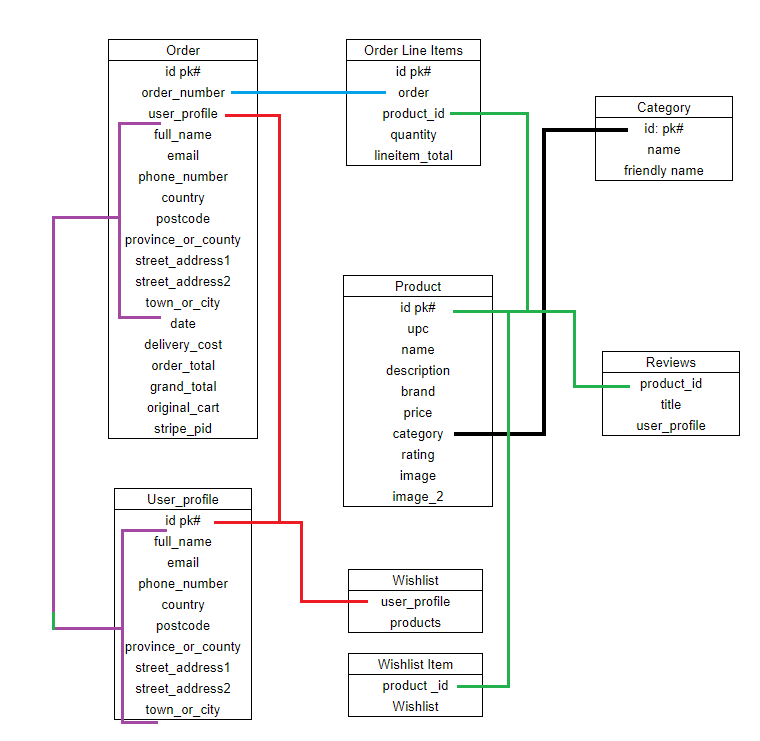 Order
id pk#
order_number
user_profile
full_name
email
phone_number
country
postcode
province_or_county
street_address1
street_address2
town_or_city
date
delivery_cost
order_total
grand_total
original_cart
stripe_pid
Order Line Items
id pk#
order
product_id
quantity
lineitem_total
Category
id: pk#
name
friendly name
Product
id pk#
upc
name
description
brand
price
category
rating
image
image_2
Reviews
product_id
title
user_profile
User_profile
id pk#
full_name
email
phone_number
country
postcode
province_or_county
street_address1
street_address2
town_or_city
Wishlist
user_profile
products
Wishlist Item
product _id
Wishlist